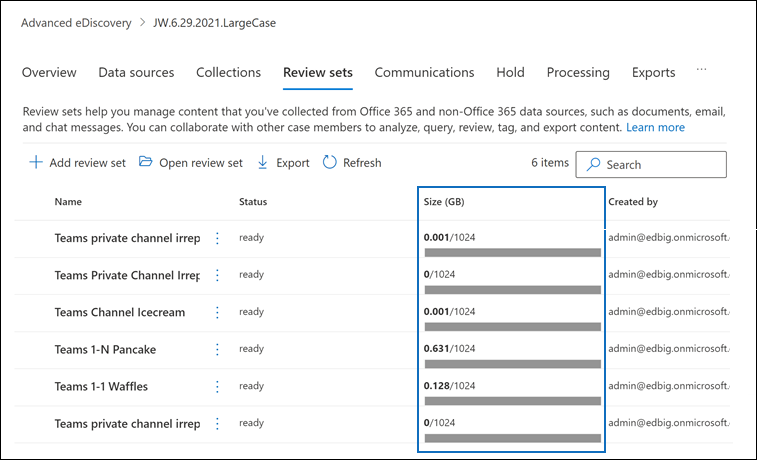 Advanced eDiscovery > JW.6.29.2021.LargeCase
Overview Data sources Collections Review sets Communications Hold Processing Exports ...
Review sets help you manage content that you've collected from Office 365 and non-Office 365 data sources, such as documents, email,
and chat messages. You can collaborate with other case members to analyze, query, review, tag, and export content. Learn more
Add review set Open review set Export Refresh 6 items Search
Name Status Size (GB) Created by
Teams private channel irrep ready 0.001/1024 admin@edbig.onmicrosoft.
Teams Private Channel Irrep ready 0/1024 admin@edbig.onmicrosoft.
Teams Channel Icecream ready 0.001/1024 admin@edbig.onmicrosoft.
Teams 1-N Pancake ready 0.631/1024 admin@edbig.onmicrosoft.
Teams 1-1 Waffles ready 0.128/1024 admin@edbig.onmicrosoft.
Teams private channel irrep ready 0/1024 admin@edbig.onmicrosoft.